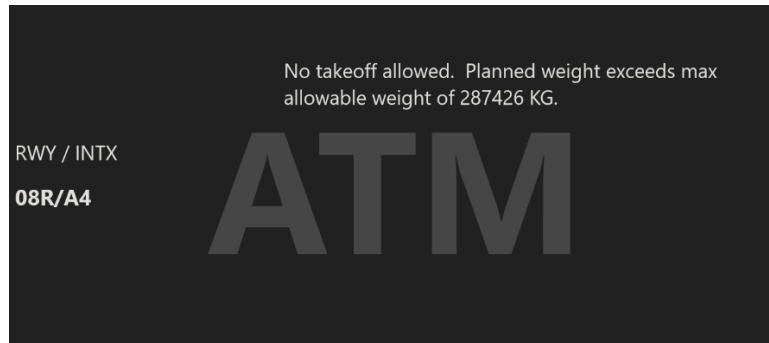 No takeoff allowed.  Planned weight exceeds max
allowable weight of 287426 KG.
RWY / INTX
ATM
08R/A4